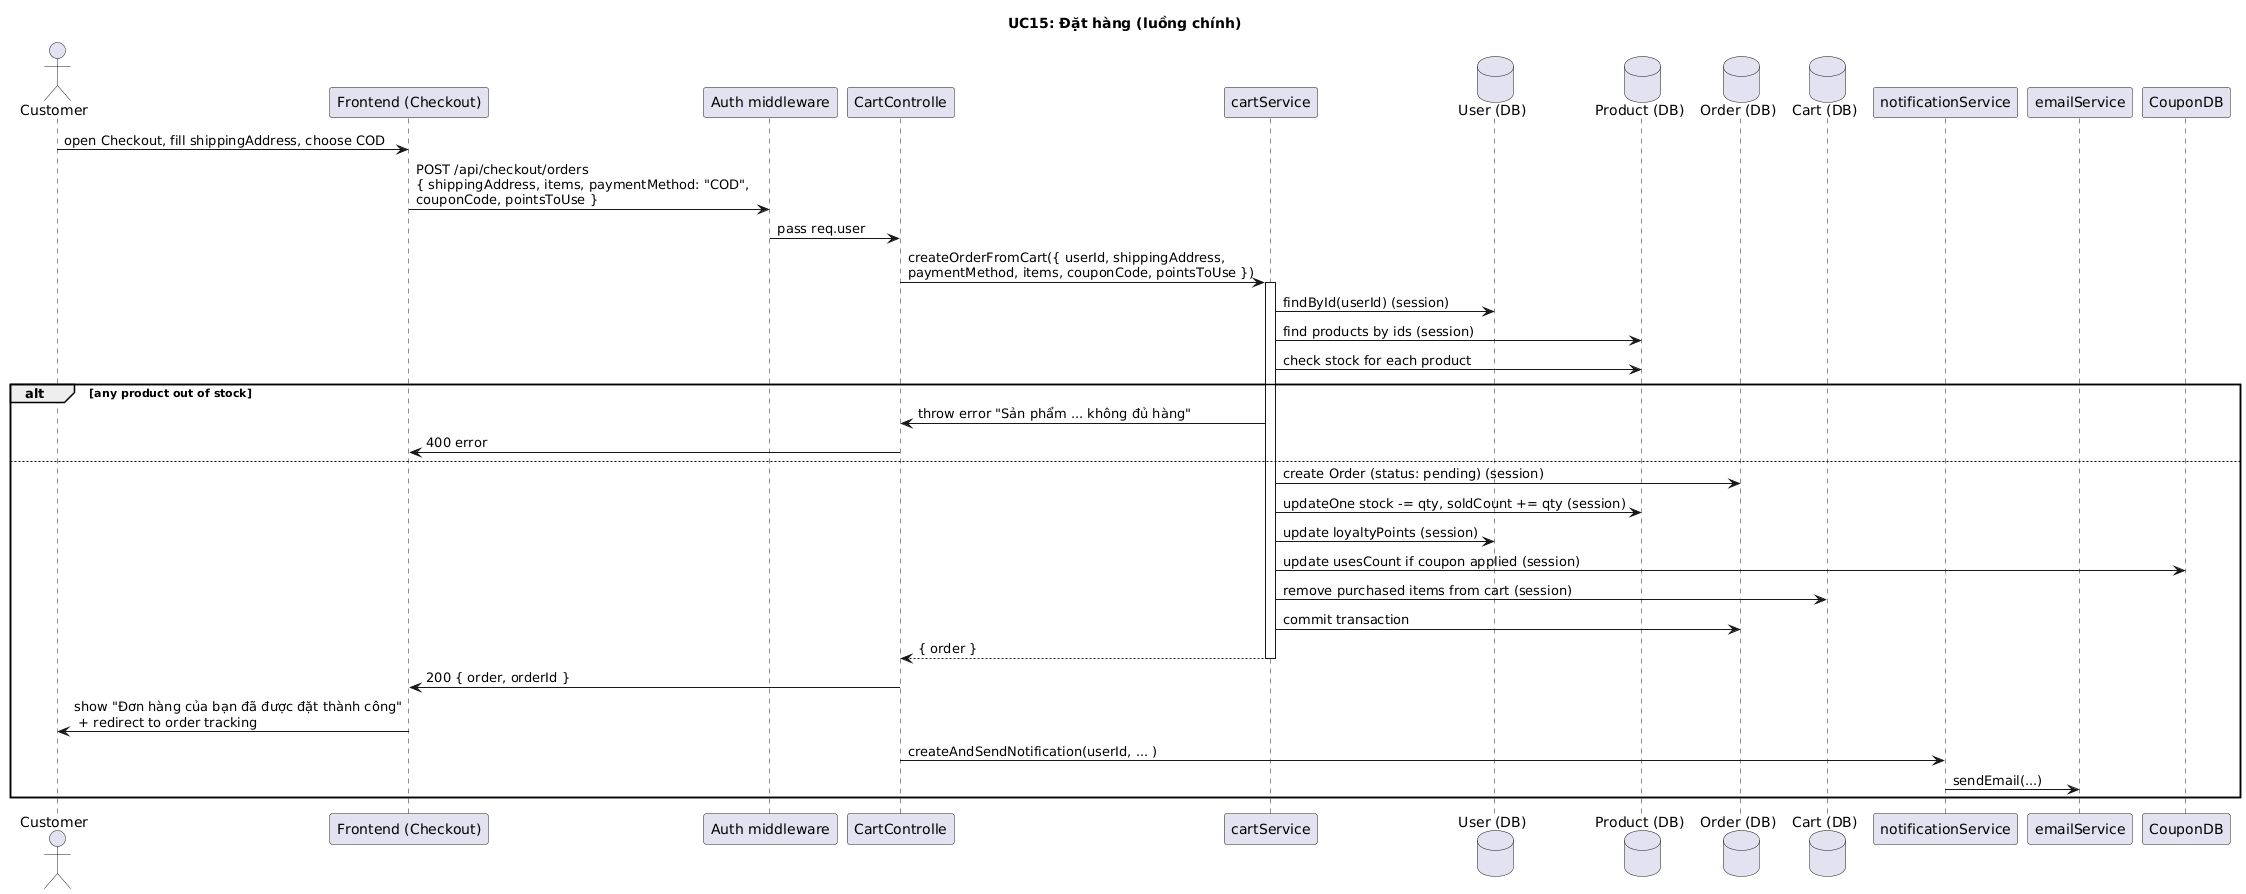 UC15: Đặt hàng (luồng chính)
Customer
Frontend (Checkout)
Auth middleware
CartControlle
cartService
User (DB)
Product (DB)
Order (DB)
Cart (DB)
notificationService
emailService
CouponDB
open Checkout, fill shippingAddress, choose COD
POST /api/checkout/orders
{ shippingAddress, items, paymentMethod: "COD",
couponCode, pointsToUse }
pass req.user
createOrderFromCart({ userId, shippingAddress,
paymentMethod, items, couponCode, pointsToUse })
findById(userId) (session)
find products by ids (session)
check stock for each product
alt
[any product out of stock]
throw error "Sản phẩm ... không đủ hàng"
400 error
create Order (status: pending) (session)
updateOne stock -= qty, soldCount += qty (session)
update loyaltyPoints (session)
update usesCount if coupon applied (session)
remove purchased items from cart (session)
commit transaction
{ order }
200 { order, orderId }
show "Đơn hàng của bạn đã được đặt thành công"
+ redirect to order tracking
createAndSendNotification(userId, ... )
sendEmail(...)
Customer
Frontend (Checkout)
Auth middleware
CartControlle
cartService
User (DB)
Product (DB)
Order (DB)
Cart (DB)
notificationService
emailService
CouponDB